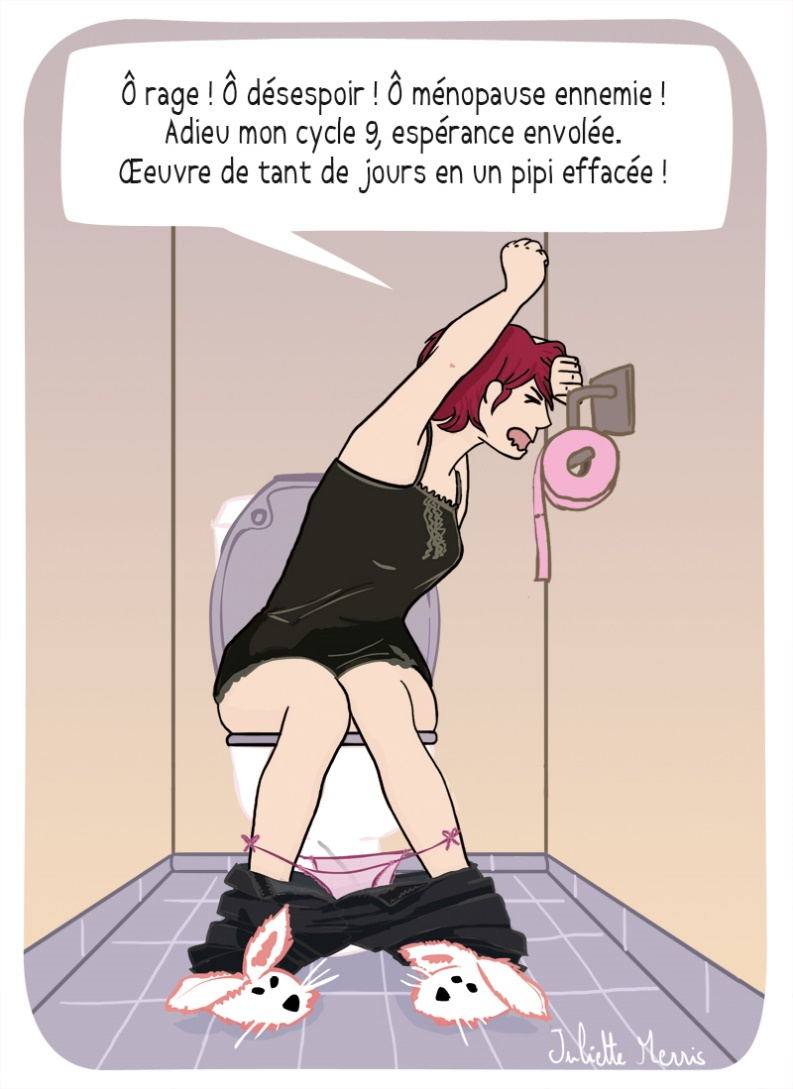 Ô rage ! Ô désespoir ! Ô ménopause ennemie !
Adieu mon cycle 9, espérance envolée.
Œeuvre de tant de jours en un pipi effacée !
Juliette Merris